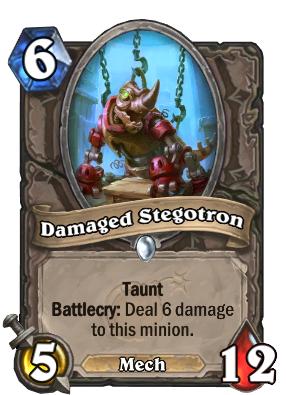 6
Damaged Stegotron
Taunt
Battlecry: Deal 6 damage
to this minion.
5
Mech
12